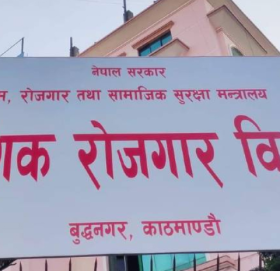 नेपाल सरकार
रोजगार तथा सामाजिक सुरक्षा मन्त्रालय
रोजगार
बुद्धनगर, काठमाण्डौ